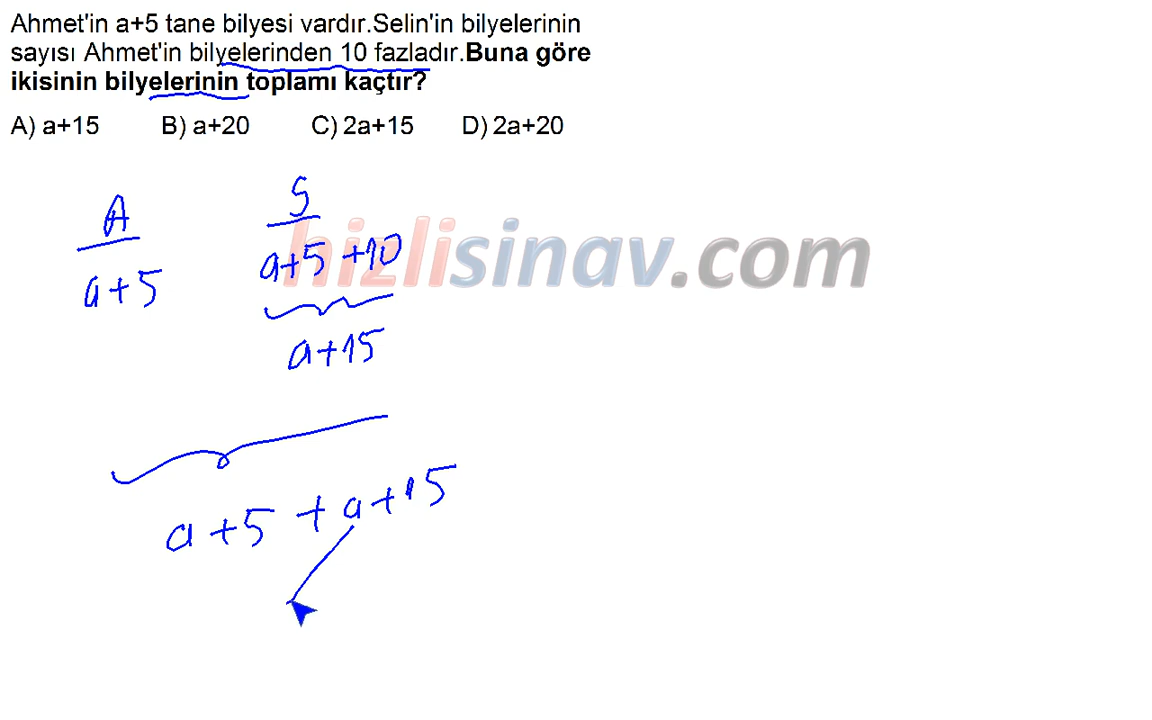 Ahmet'in a+5 tane bilyesi vardır.Selin'in bilyelerinin
sayısı Ahmet'in bilyelerinden 10 fazladır.Buna göre
ikisinin bilyelerinin toplamı kaçtır?
A) a+15 B) a+20 C) 2a+15 D) 2a+20
A S
a+5 a+5 +10
hizlisinav.com
a+15
a+5 + a+15